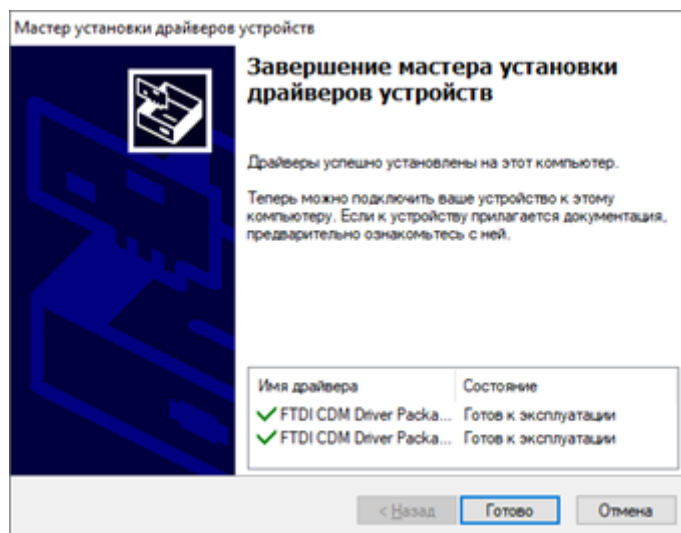 Мастер установки драйверов устройств
Завершение мастера установки
драйверов устройств
Драйверы успешно установлены на этот компьютер.
Теперь можно подключить ваше устройство к этому
компьютеру. Если к устройству прилагается документация,
предварительно ознакомьтесь с ней.
Имя драйвера Состояние
FTDI CDM Driver Packa... Готов к эксплуатации
FTDI CDM Driver Packa... Готов к эксплуатации
< Назад Готово Отмена